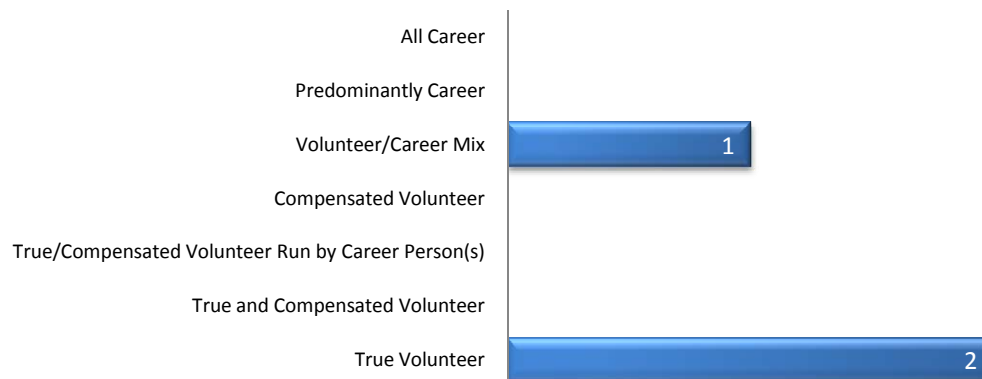 All Career
Predominantly Career
Volunteer/Career Mix 1
Compensated Volunteer
True/Compensated Volunteer Run by Career Person(s)
True and Compensated Volunteer
True Volunteer 2